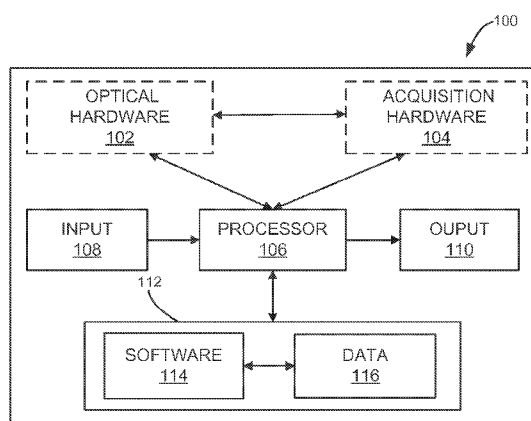 100
OPTICAL
HARDWARE
102
ACQUISITION
HARDWARE
104
INPUT
108
PROCESSOR
106
OUPUT
110
112
SOFTWARE
114
DATA
116